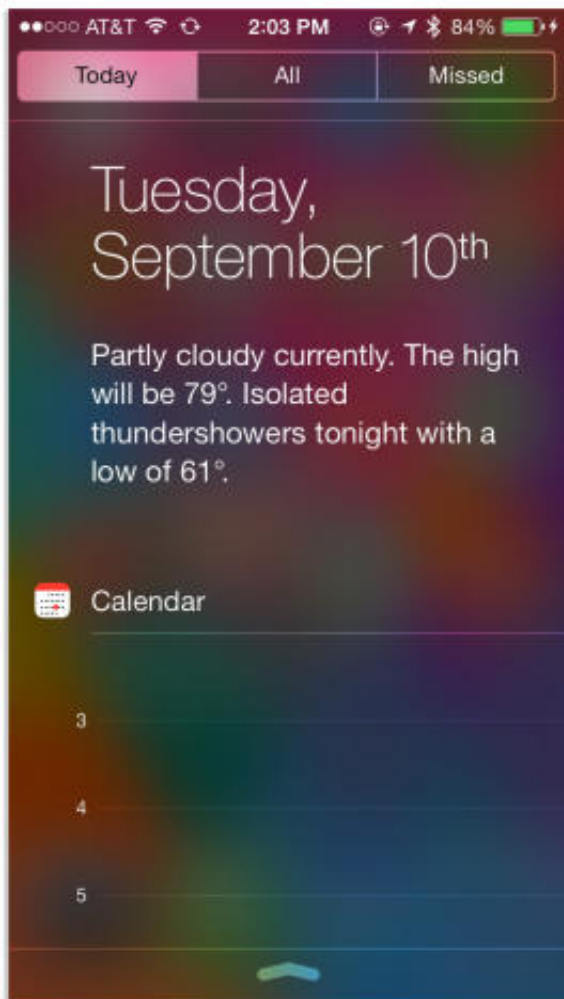 AT&T 2:03 PM 84%
Today All Missed
Tuesday,
September 10th
Partly cloudy currently. The high
will be 79°. Isolated
thundershowers tonight with a
low of 61°.
Calendar
3
4
5